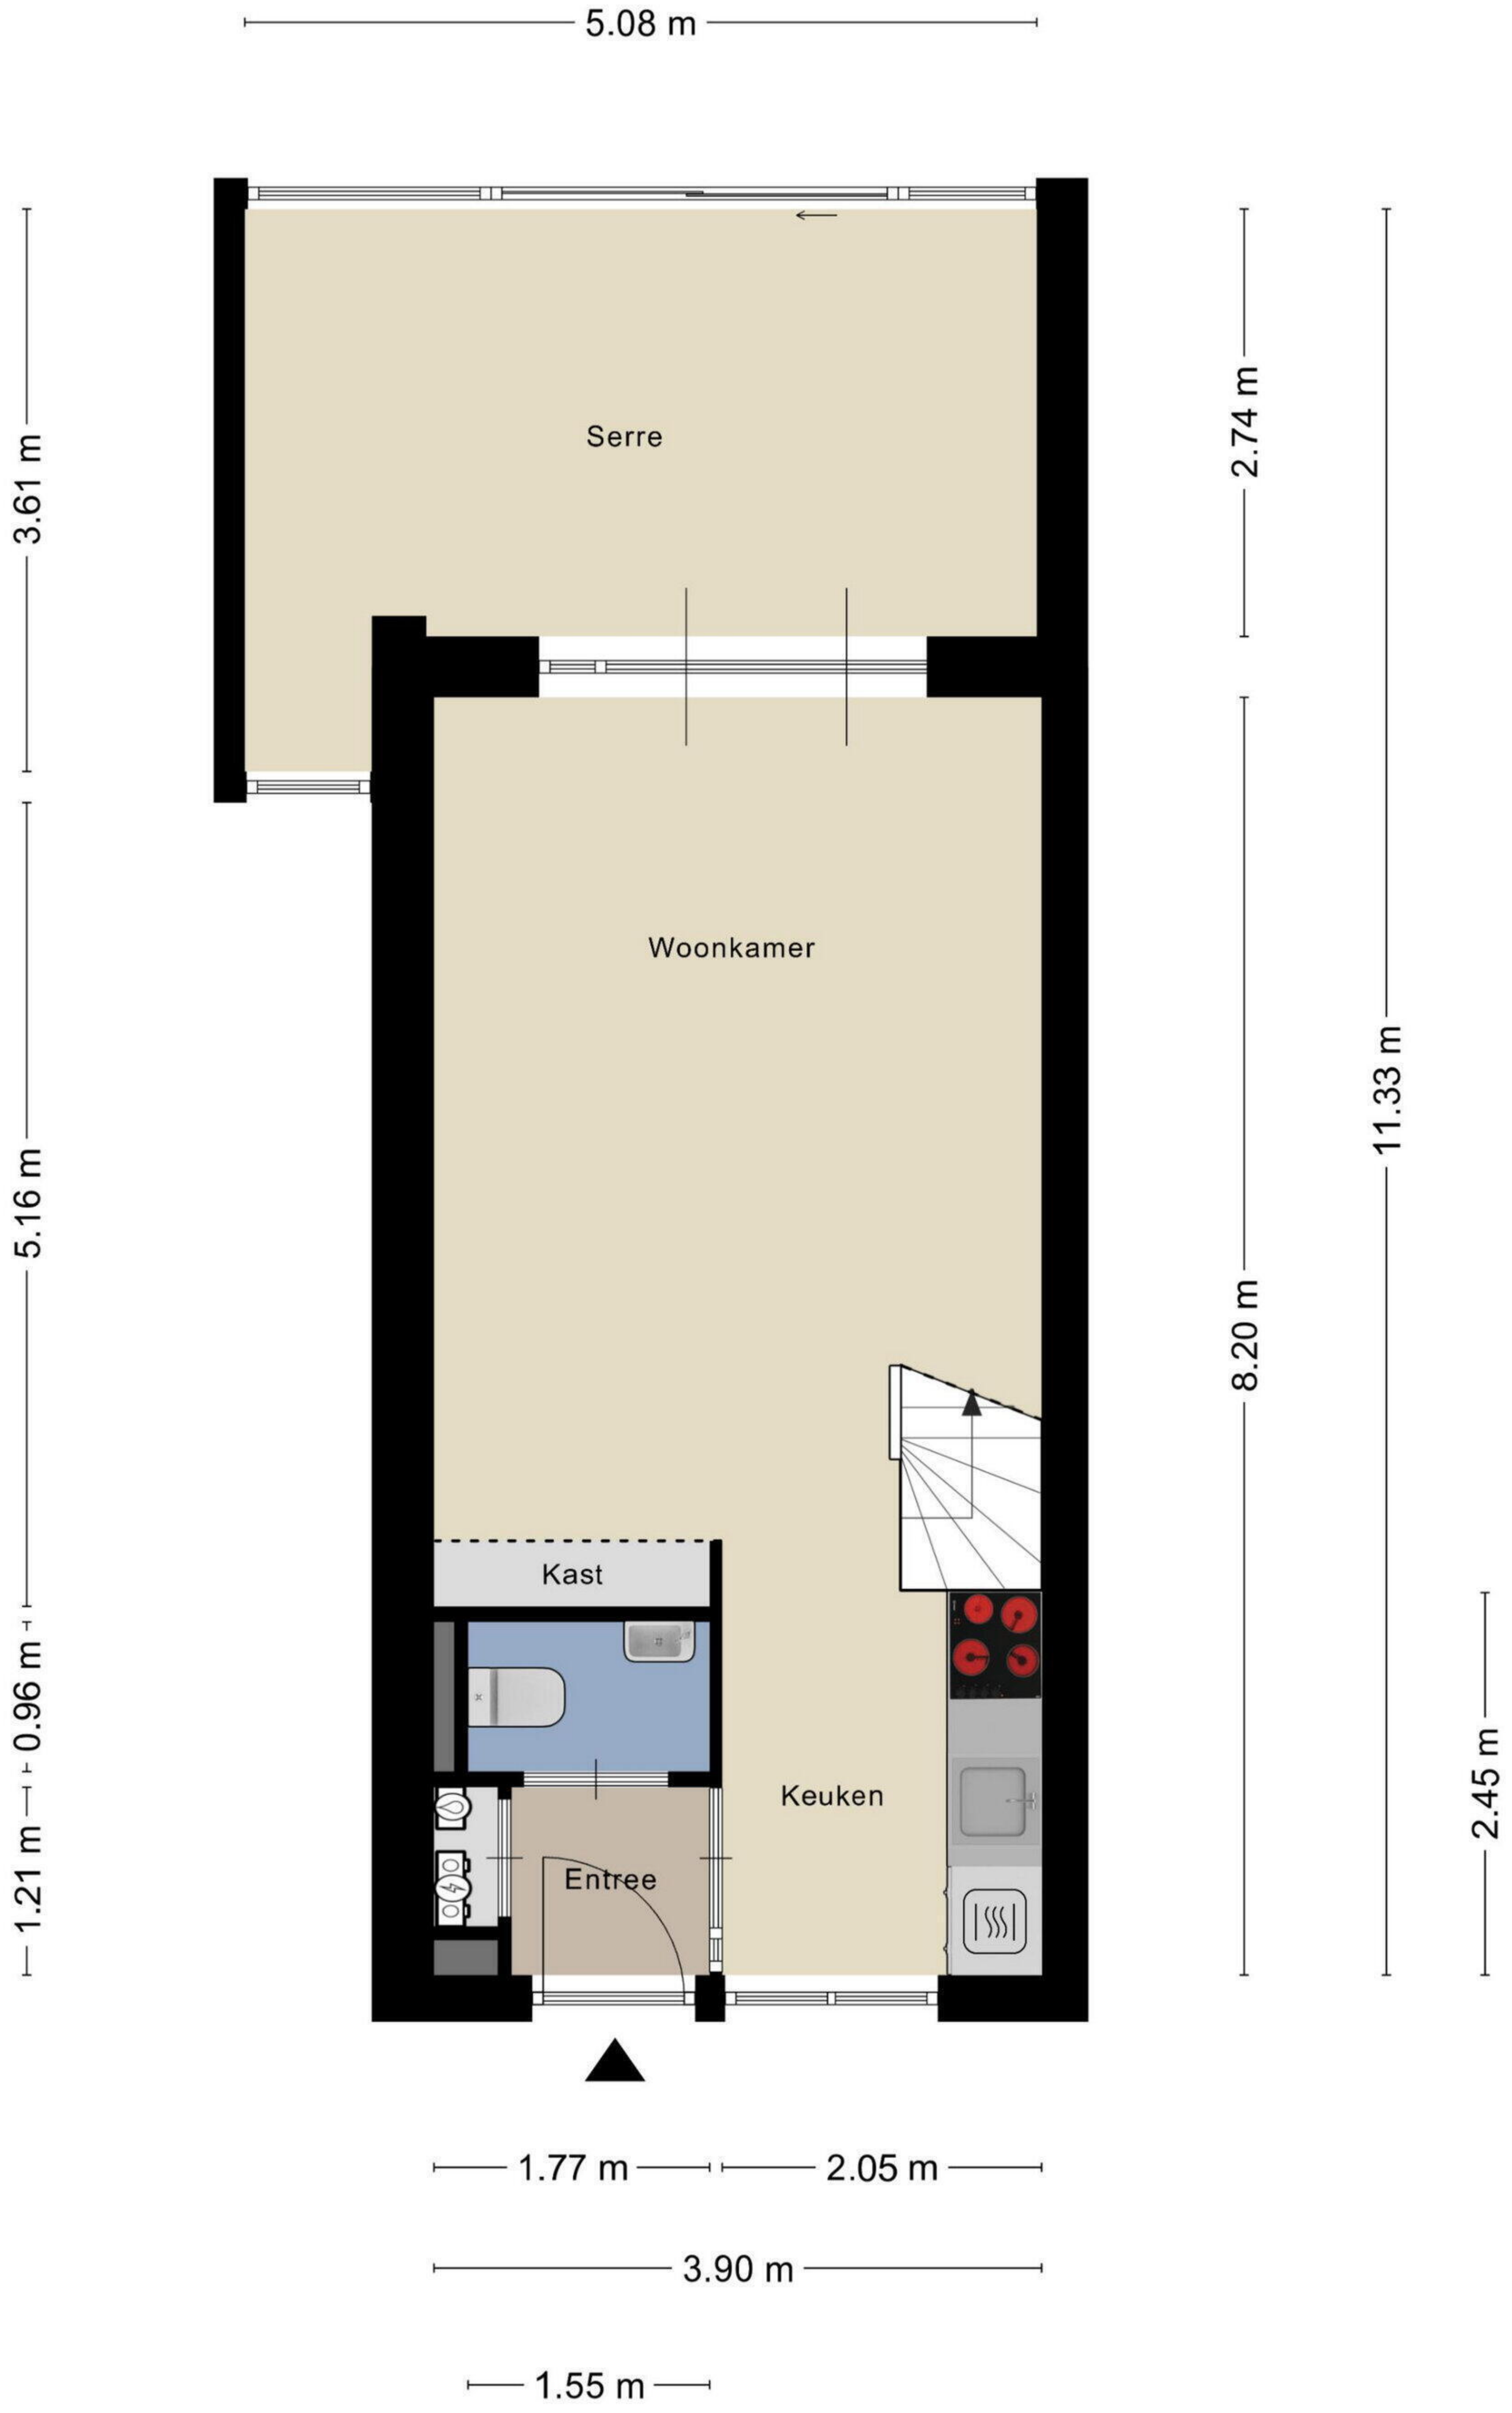 5.08 m
Serre
3.61 m
2.74 m
Woonkamer
11.33 m
5.16 m
8.20 m
Kast
0.96 m
Keuken
2.45 m
Entree
1.21 m
1.77 m
2.05 m
3.90 m
1.55 m